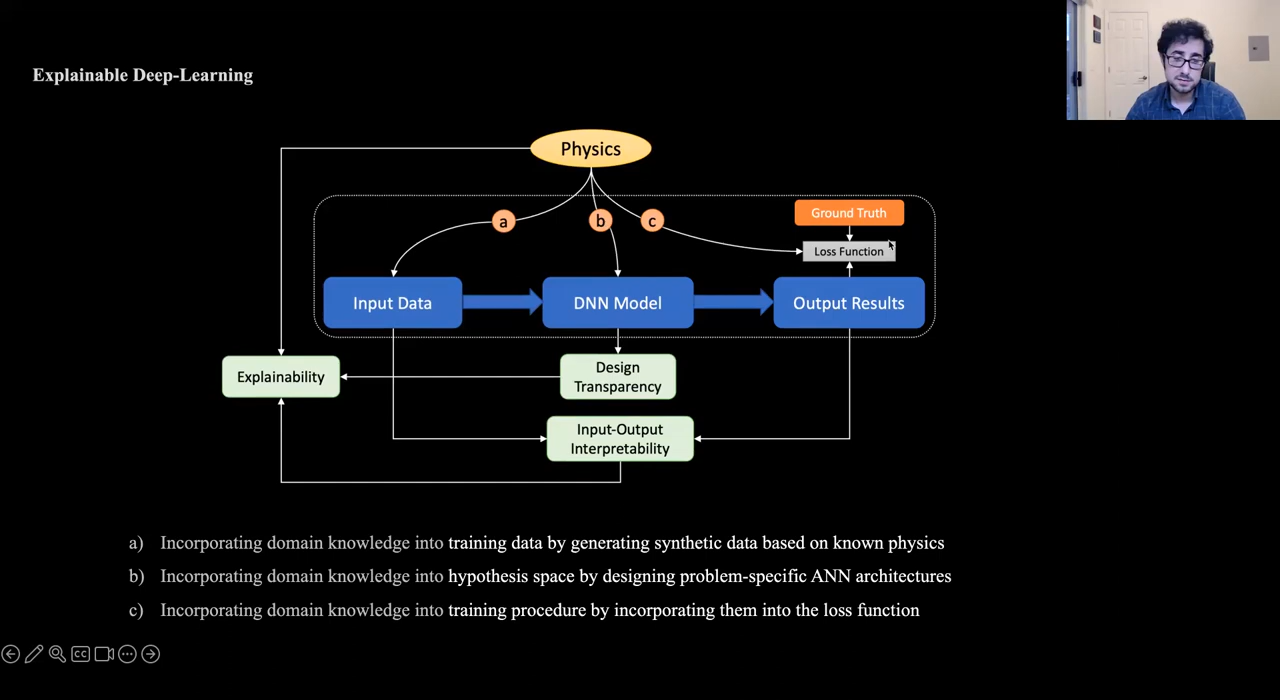 Explainable Deep-Learning
Physics
a
b
c
Ground Truth
Loss Function
Input Data
DNN Model
Output Results
Explainability
Design
Transparency
Input-Output
Interpretability
a) Incorporating domain knowledge into training data by generating synthetic data based on known physics
b) Incorporating domain knowledge into hypothesis space by designing problem-specific ANN architectures
c) Incorporating domain knowledge into training procedure by incorporating them into the loss function
CC